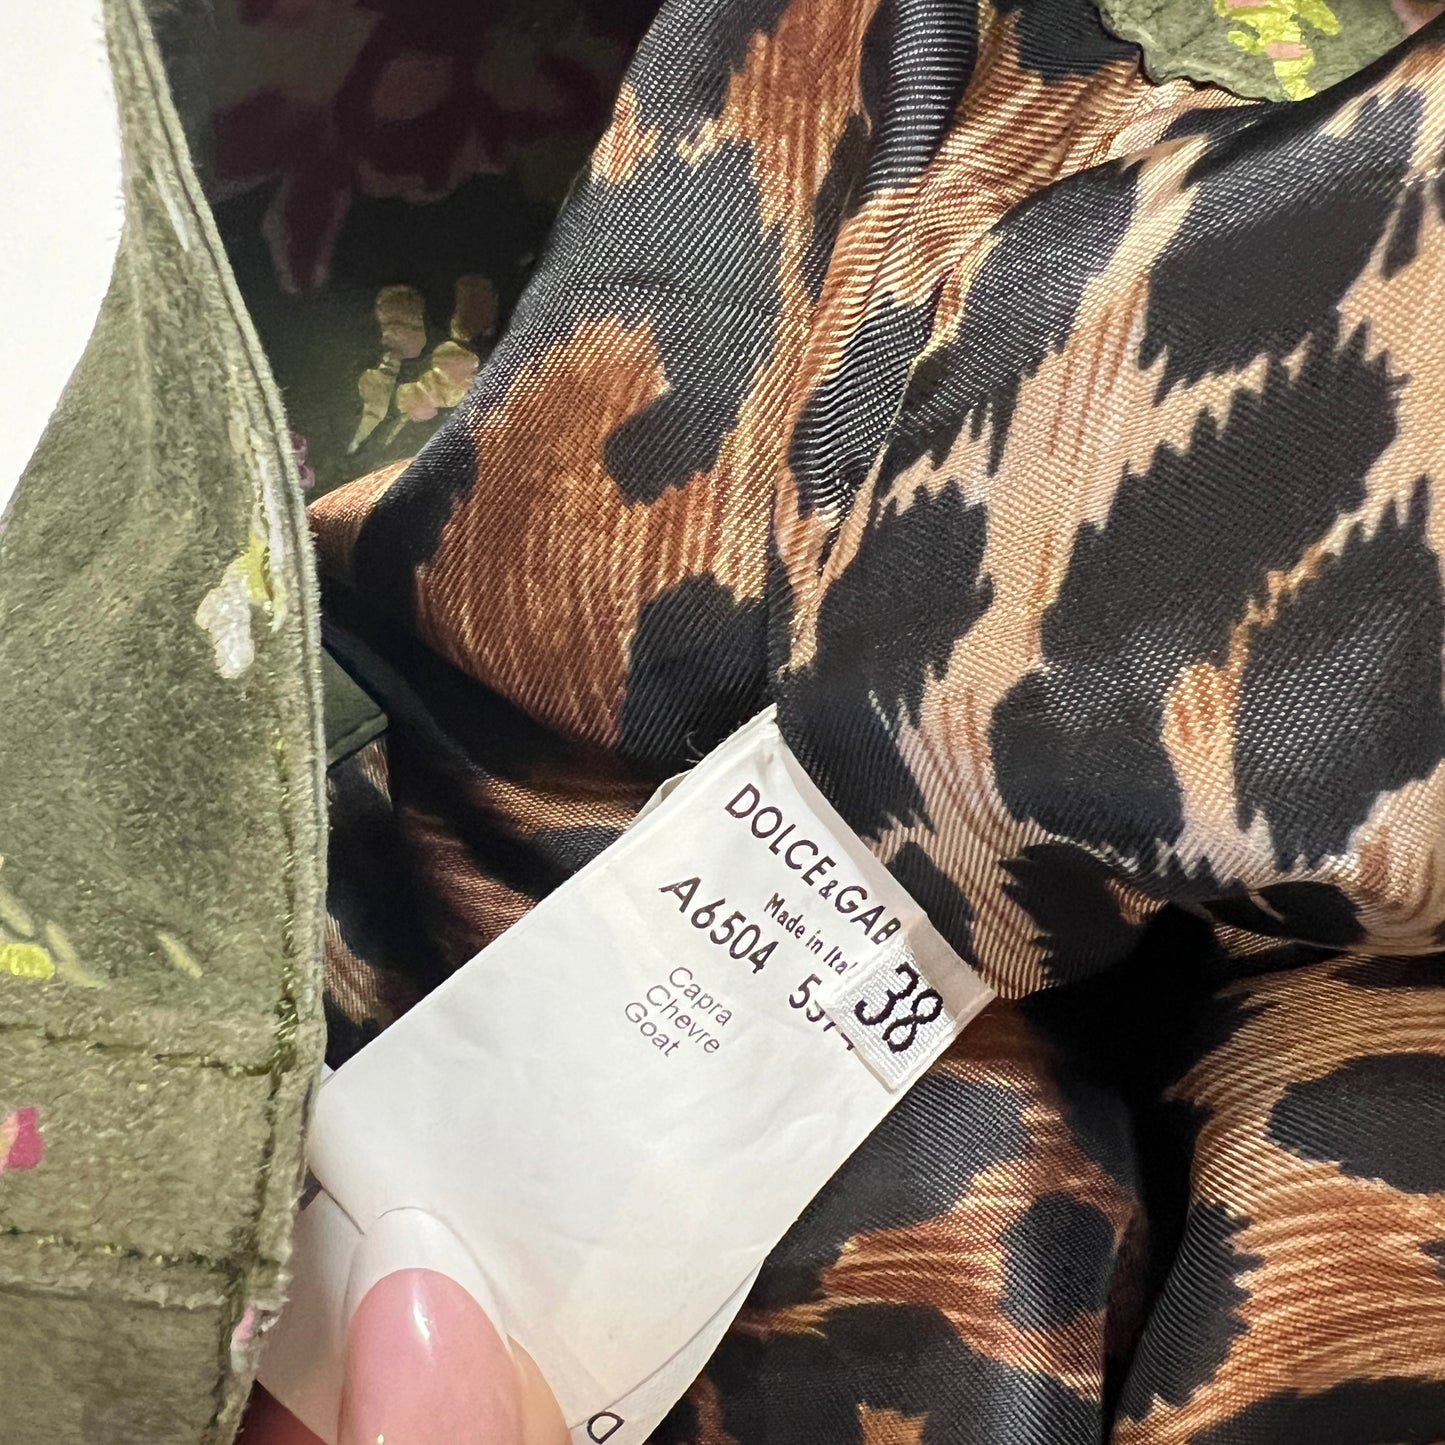 DOLCE&GAB
Made in Ital
A6504
38
Capra
Chevre
Goat
D